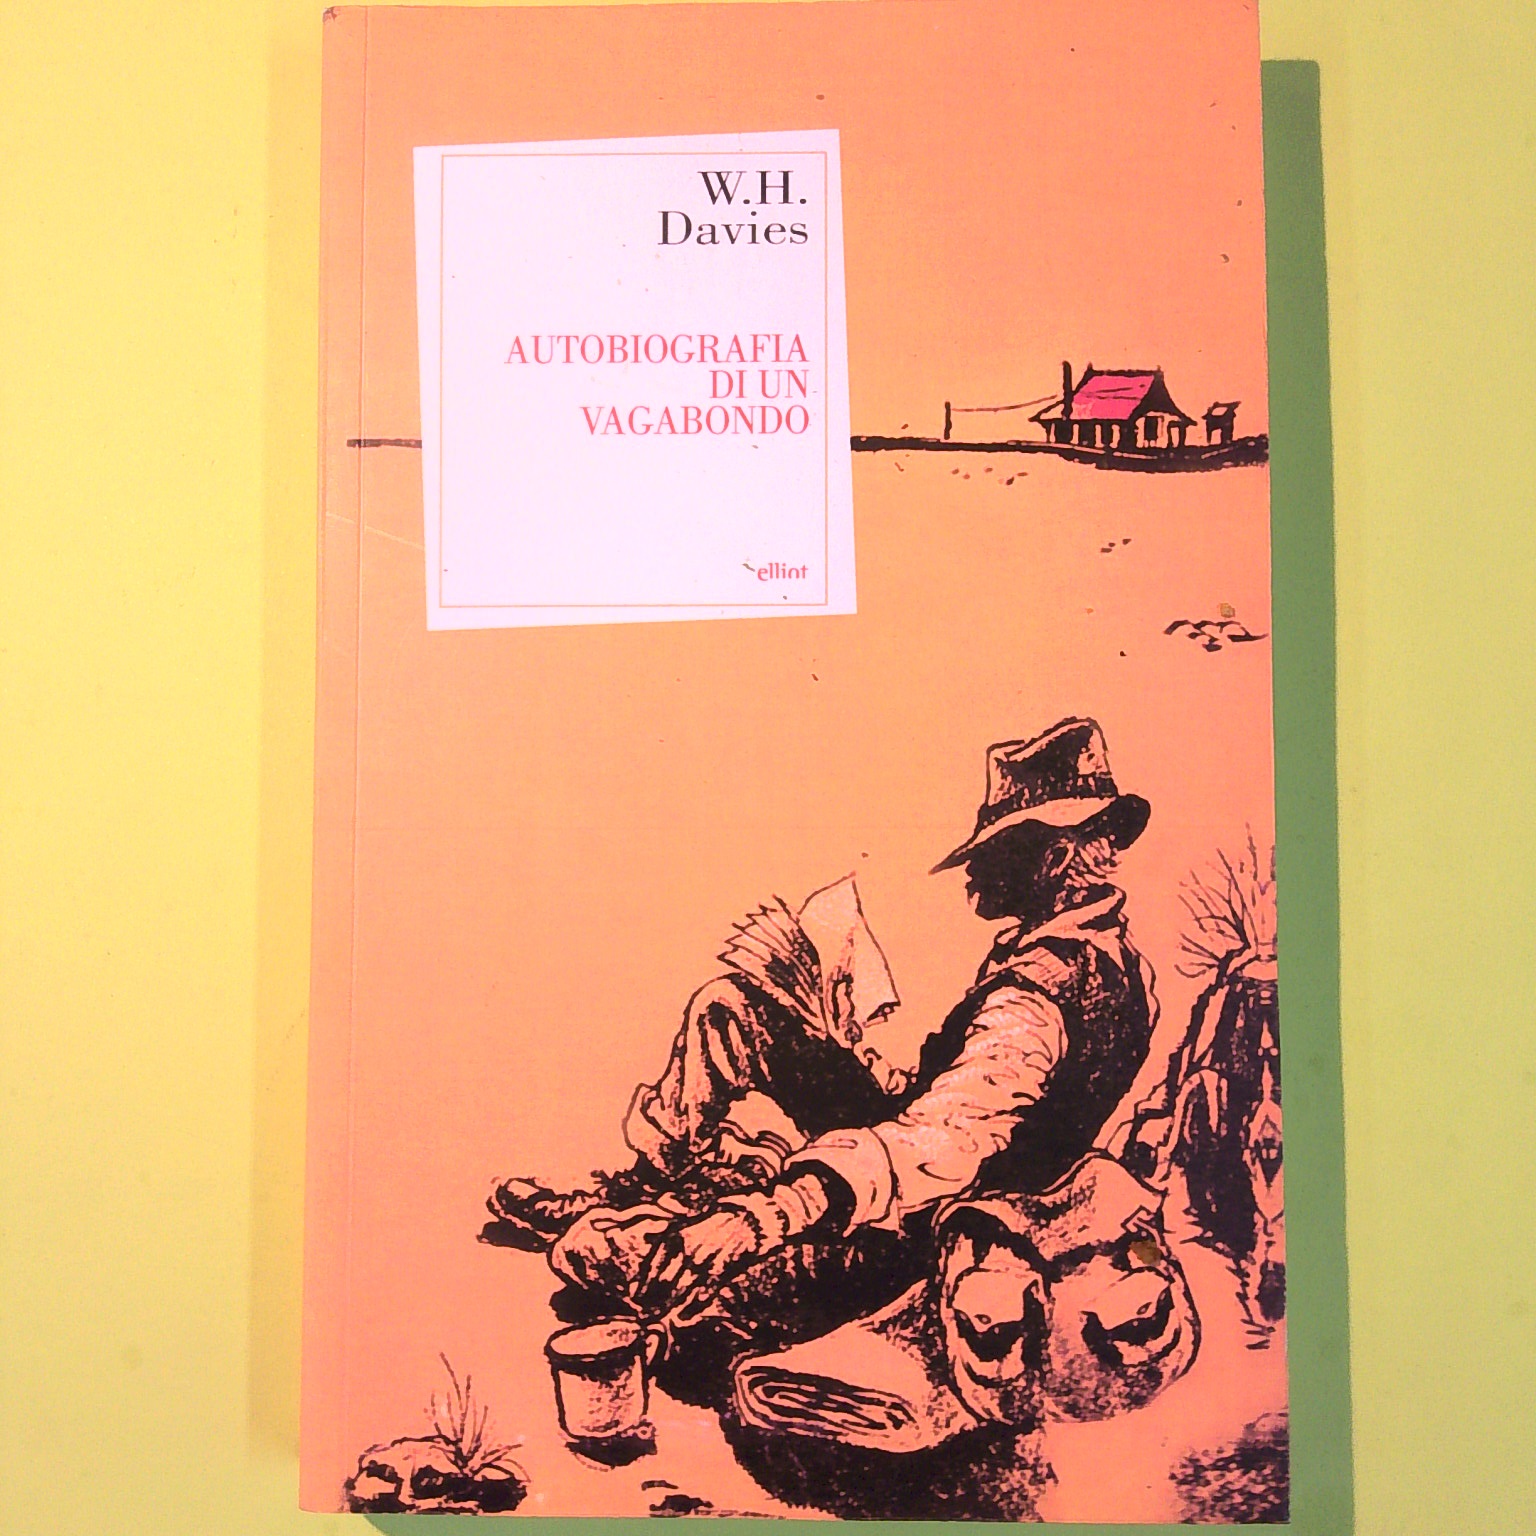 W.H.
Davies
AUTOBIOGRAFIA
DI UN
VAGABONDO
elliot